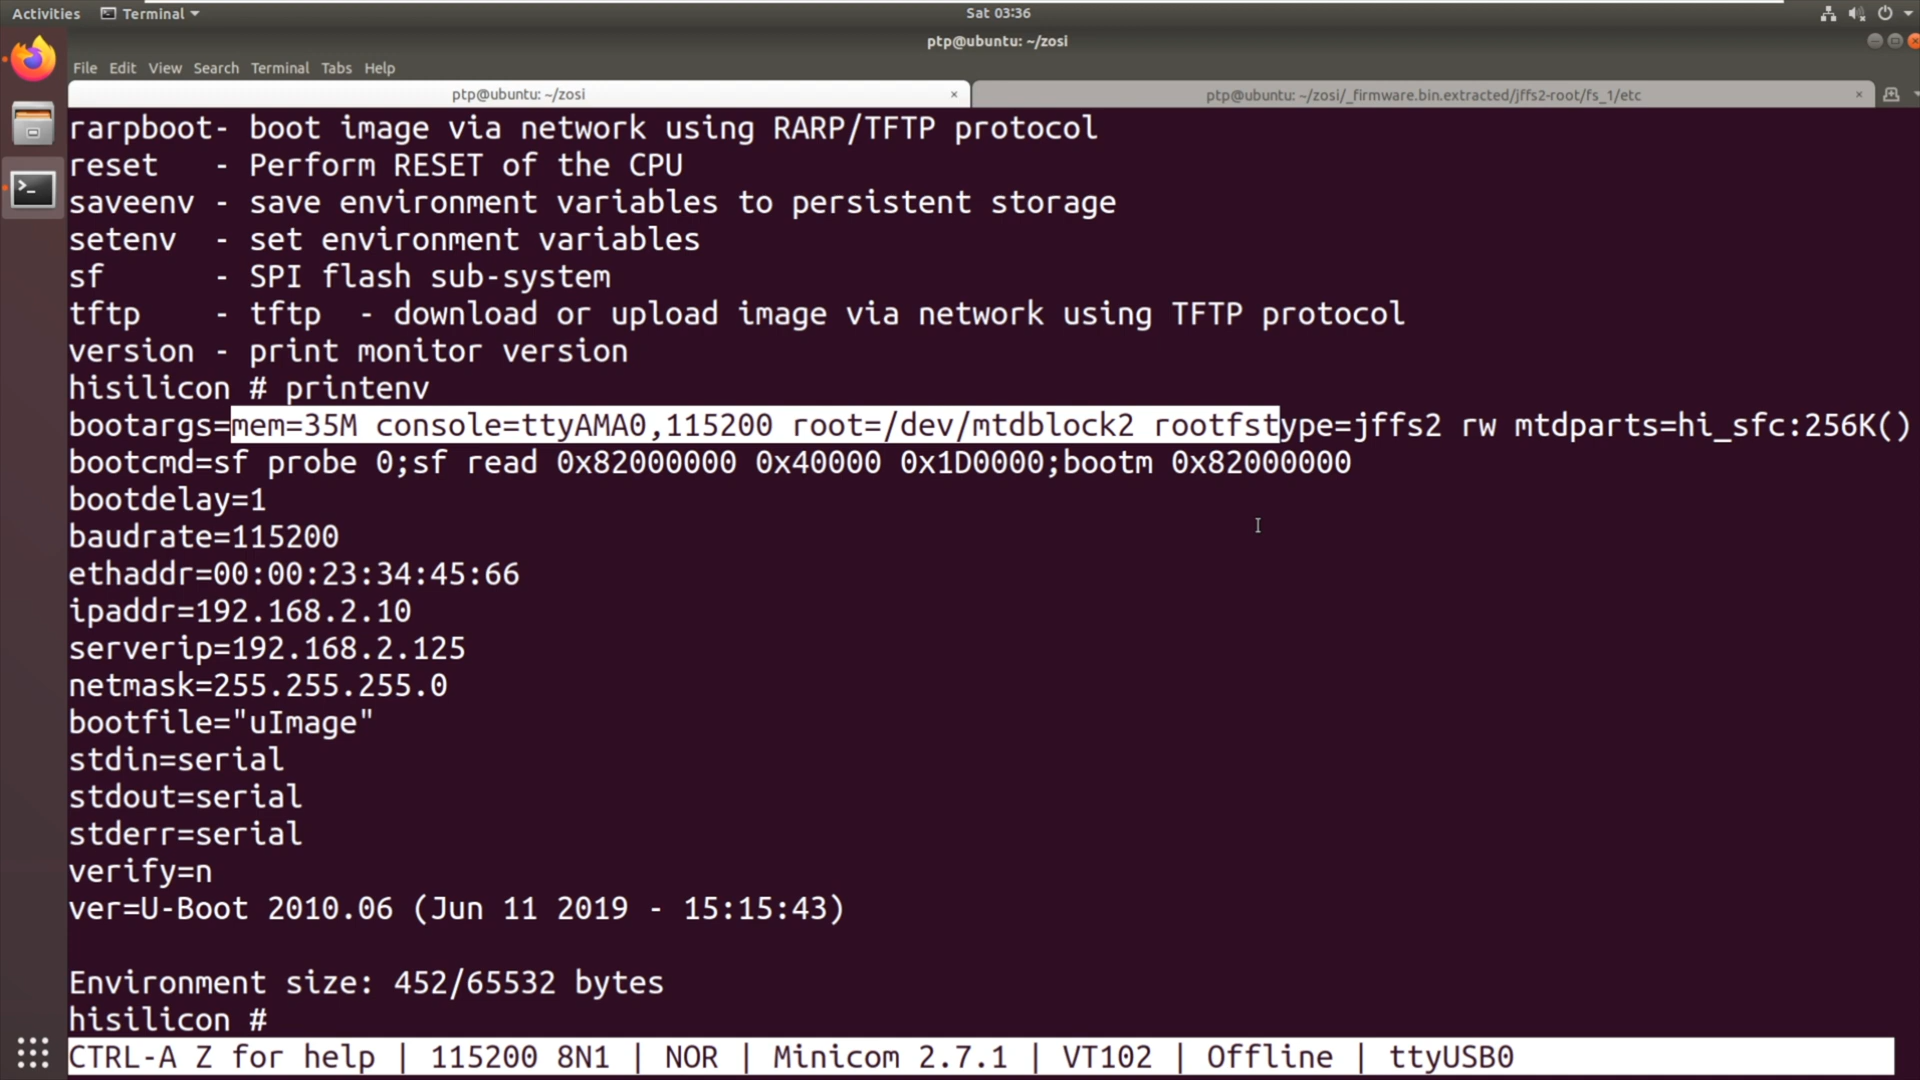 Activities Terminal Sat 03:36
ptp@ubuntu: ~/zosi
File Edit View Search Terminal Tabs Help
ptp@ubuntu: ~/zosi × ptp@ubuntu: ~/zosi/_firmware.bin.extracted/jffs2-root/fs_1/etc ×
rarpboot- boot image via network using RARP/TFTP protocol
reset   - Perform RESET of the CPU
saveenv - save environment variables to persistent storage
setenv  - set environment variables
sf      - SPI flash sub-system
tftp    - tftp  - download or upload image via network using TFTP protocol
version - print monitor version
hisilicon # printenv
bootargs=mem=35M console=ttyAMA0,115200 root=/dev/mtdblock2 rootfstype=jffs2 rw mtdparts=hi_sfc:256K()
bootcmd=sf probe 0;sf read 0x82000000 0x40000 0x1D0000;bootm 0x82000000
bootdelay=1
baudrate=115200
ethaddr=00:00:23:34:45:66
ipaddr=192.168.2.10
serverip=192.168.2.125
netmask=255.255.255.0
bootfile="uImage"
stdin=serial
stdout=serial
stderr=serial
verify=n
ver=U-Boot 2010.06 (Jun 11 2019 - 15:15:43)
Environment size: 452/65532 bytes
hisilicon #
CTRL-A Z for help | 115200 8N1 | NOR | Minicom 2.7.1 | VT102 | Offline | ttyUSB0